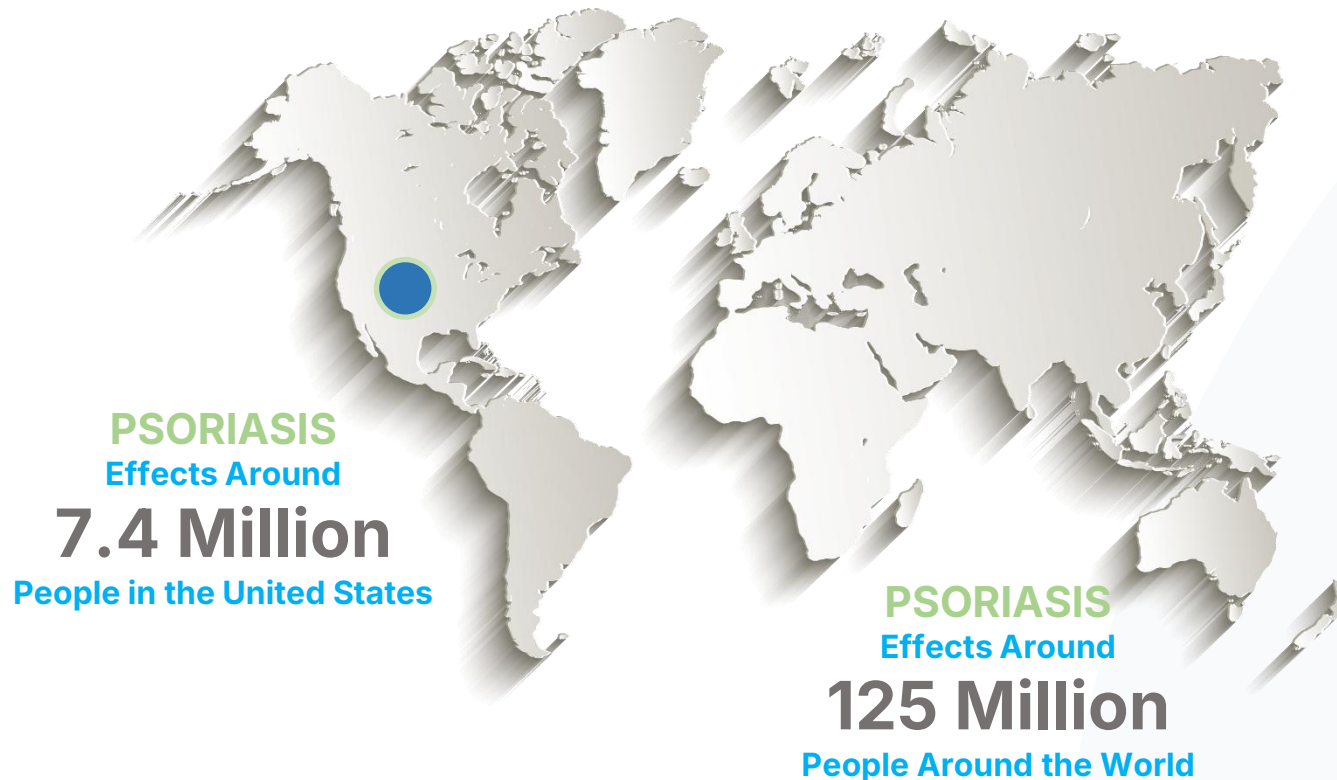 PSORIASIS
Effects Around
7.4 Million
People in the United States
PSORIASIS
Effects Around
125 Million
People Around the World